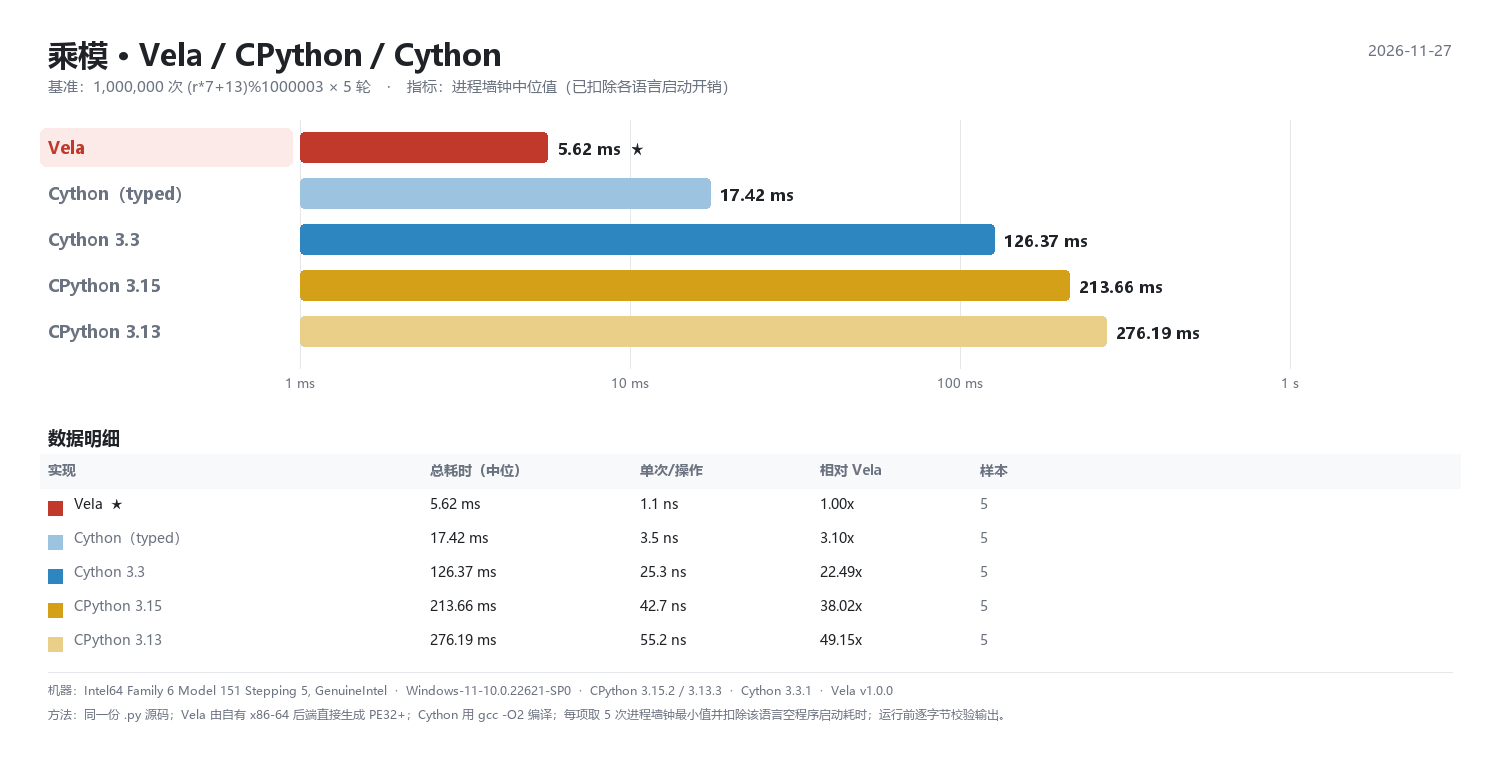 乘模 • Vela / CPython / Cython
2026-11-27
基准：1,000,000 次 (r*7+13)%1000003 × 5 轮 · 指标：进程墙钟中位值（已扣除各语言启动开销）
Vela 5.62 ms ★
Cython（typed） 17.42 ms
Cython 3.3 126.37 ms
CPython 3.15 213.66 ms
CPython 3.13 276.19 ms
1 ms 10 ms 100 ms 1 s
数据明细
实现 总耗时（中位） 单次/操作 相对 Vela 样本
Vela ★ 5.62 ms 1.1 ns 1.00x 5
Cython（typed） 17.42 ms 3.5 ns 3.10x 5
Cython 3.3 126.37 ms 25.3 ns 22.49x 5
CPython 3.15 213.66 ms 42.7 ns 38.02x 5
CPython 3.13 276.19 ms 55.2 ns 49.15x 5
机器：Intel64 Family 6 Model 151 Stepping 5, GenuineIntel · Windows-11-10.0.22621-SP0 · CPython 3.15.2 / 3.13.3 · Cython 3.3.1 · Vela v1.0.0
方法：同一份 .py 源码；Vela 由自有 x86-64 后端直接生成 PE32+；Cython 用 gcc -O2 编译；每项取 5 次进程墙钟最小值并扣除该语言空程序启动耗时；运行前逐字节校验输出。